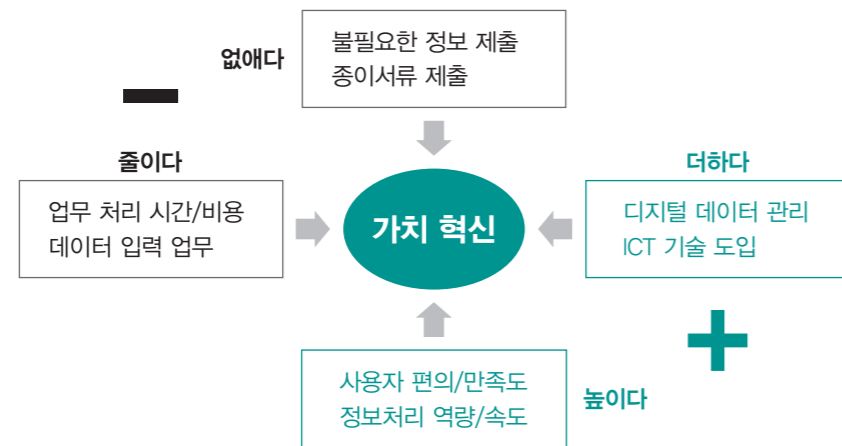 없애다
불필요한 정보 제출
종이서류 제출
줄이다
업무 처리 시간/비용
데이터 입력 업무
가치 혁신
더하다
디지털 데이터 관리
ICT 기술 도입
사용자 편의/만족도
정보처리 역량/속도
높이다